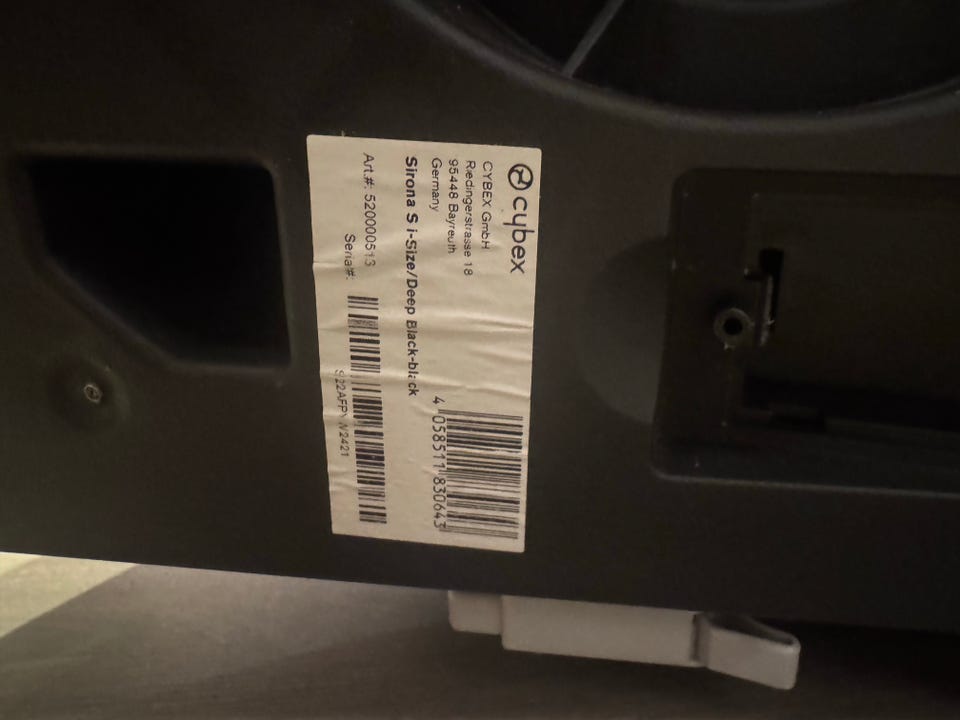 cybex
CYBEX GmbH
Riedingerstrasse 18
95448 Bayreuth
Germany
Sirona S i-Size/Deep Black-black
4 058511 830643
Art.#: 520000513
Serial#: